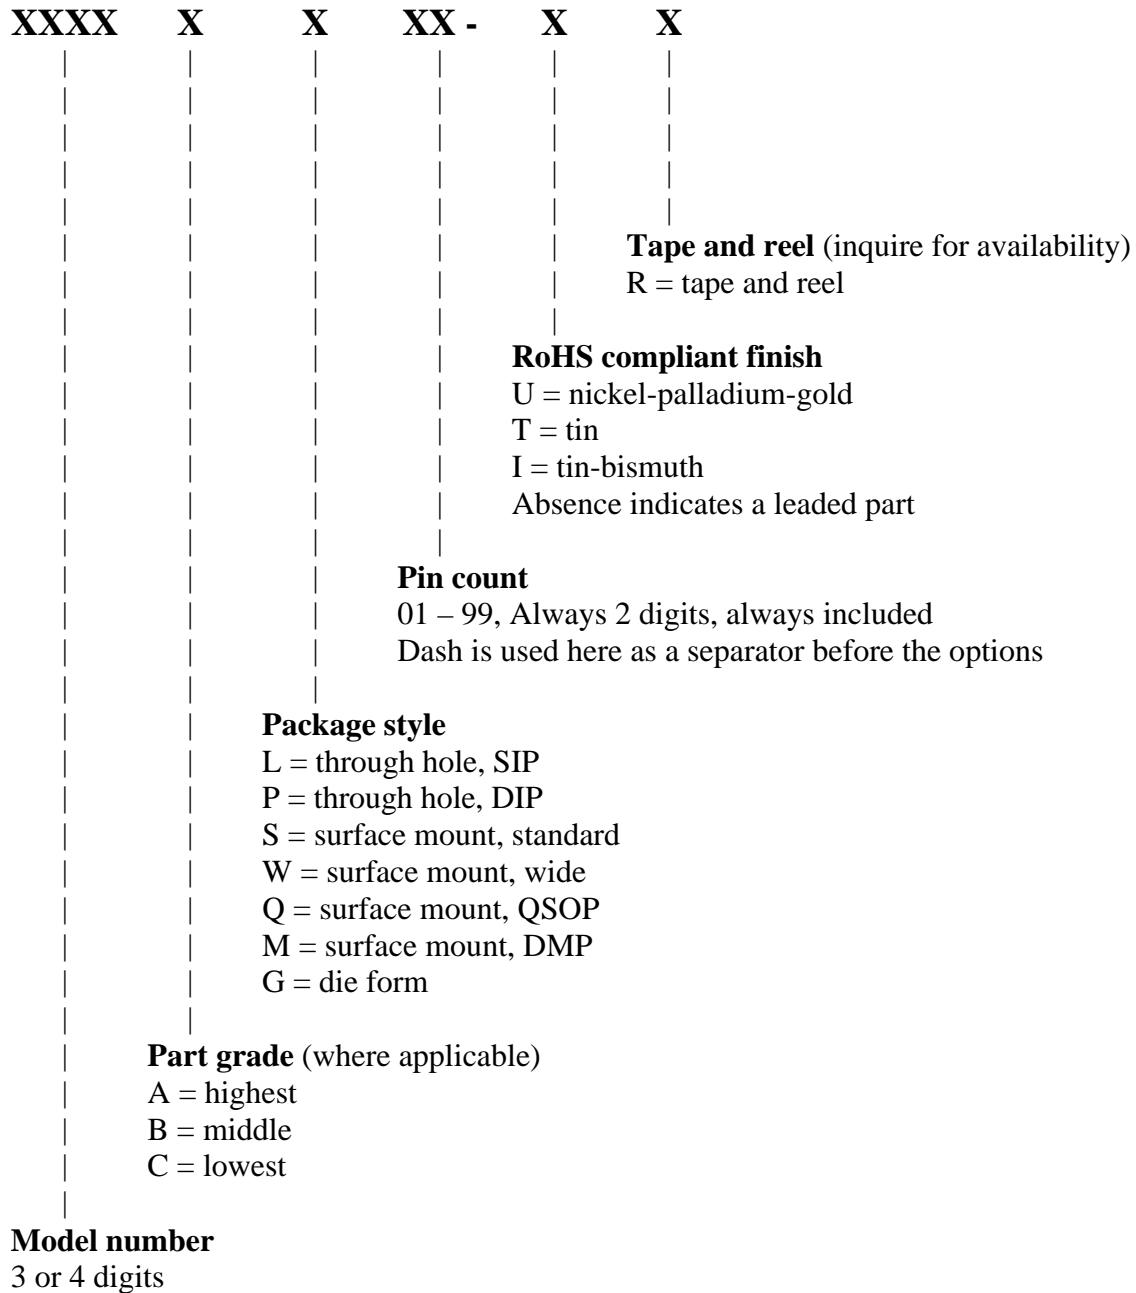 XXXX X X XX - X X
Tape and reel (inquire for availability)
R = tape and reel
RoHS compliant finish
U = nickel-palladium-gold
T = tin
I = tin-bismuth
Absence indicates a leaded part
Pin count
01 – 99, Always 2 digits, always included
Dash is used here as a separator before the options
Package style
L = through hole, SIP
P = through hole, DIP
S = surface mount, standard
W = surface mount, wide
Q = surface mount, QSOP
M = surface mount, DMP
G = die form
Part grade (where applicable)
A = highest
B = middle
C = lowest
Model number
3 or 4 digits